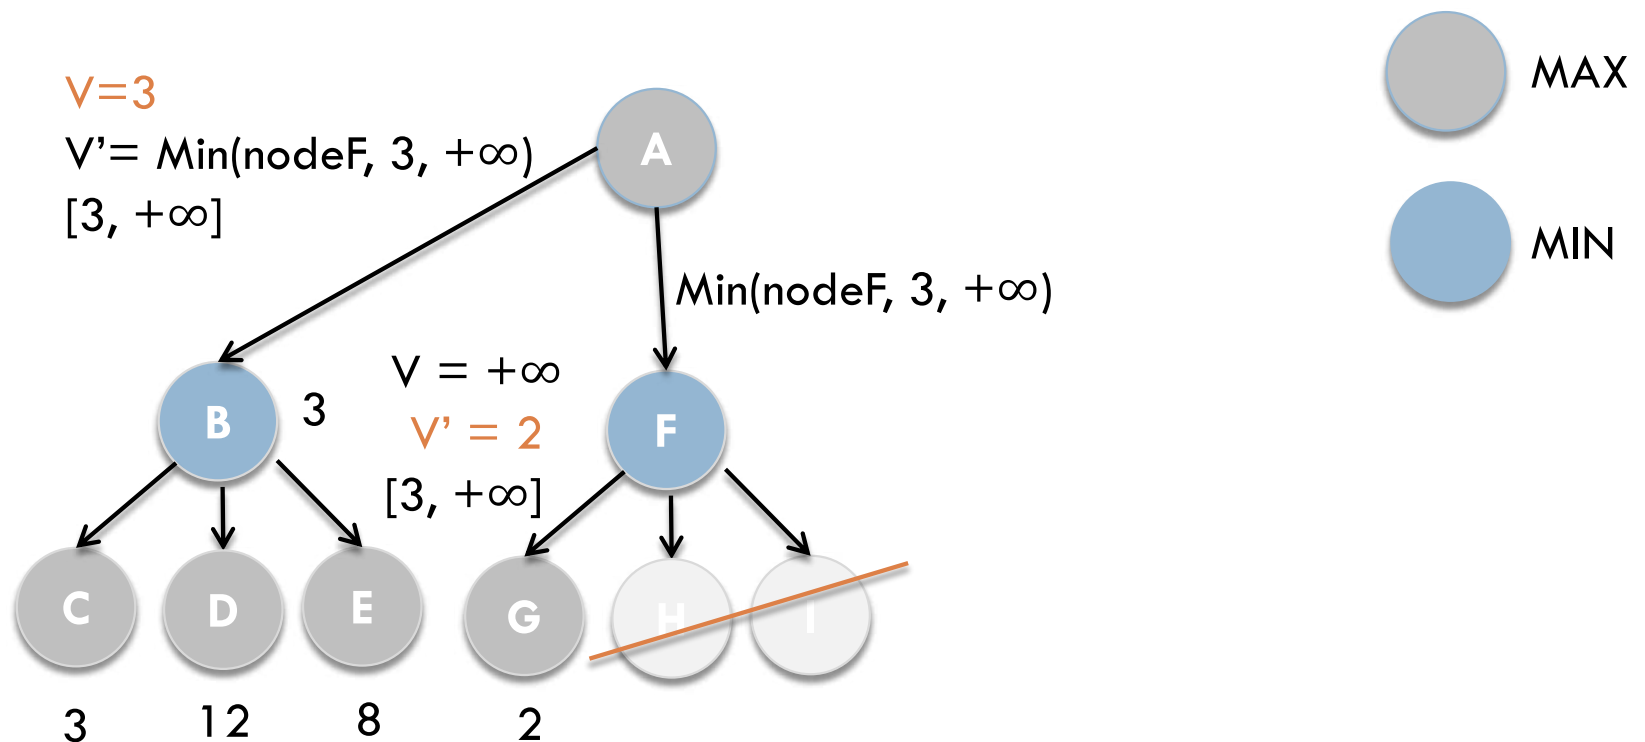 V=3
V’= Min(nodeF, 3, +∞)
[3, +∞]
A
MAX
MIN
Min(nodeF, 3, +∞)
B
3
V = +∞
V’ = 2
[3, +∞]
F
C
D
E
G
H
I
3
12
8
2